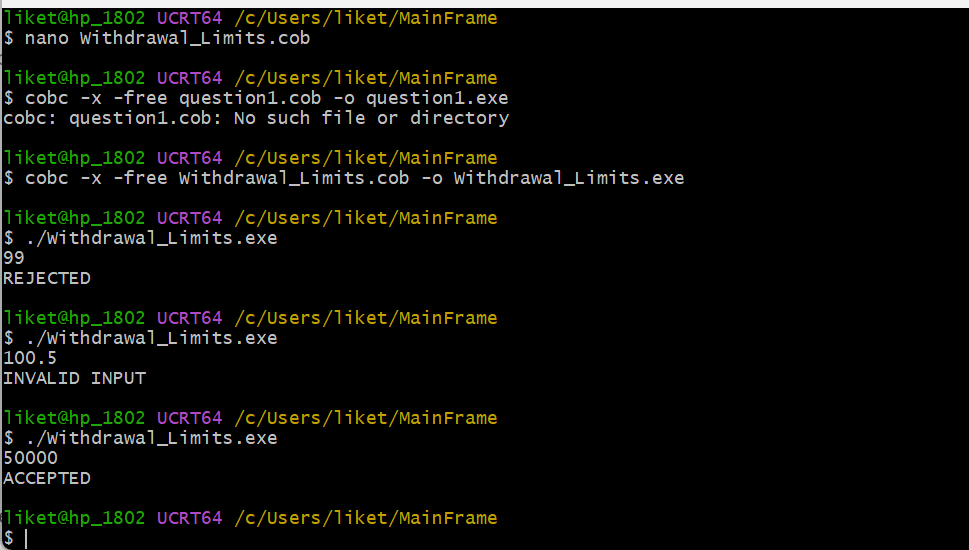 liket@hp_1802 UCRT64 /c/Users/liket/MainFrame
$ nano Withdrawal_Limits.cob
liket@hp_1802 UCRT64 /c/Users/liket/MainFrame
$ cobc -x -free question1.cob -o question1.exe
cobc: question1.cob: No such file or directory
liket@hp_1802 UCRT64 /c/Users/liket/MainFrame
$ cobc -x -free Withdrawal_Limits.cob -o Withdrawal_Limits.exe
liket@hp_1802 UCRT64 /c/Users/liket/MainFrame
$ ./Withdrawal_Limits.exe
99
REJECTED
liket@hp_1802 UCRT64 /c/Users/liket/MainFrame
$ ./Withdrawal_Limits.exe
100.5
INVALID INPUT
liket@hp_1802 UCRT64 /c/Users/liket/MainFrame
$ ./Withdrawal_Limits.exe
50000
ACCEPTED
liket@hp_1802 UCRT64 /c/Users/liket/MainFrame
$